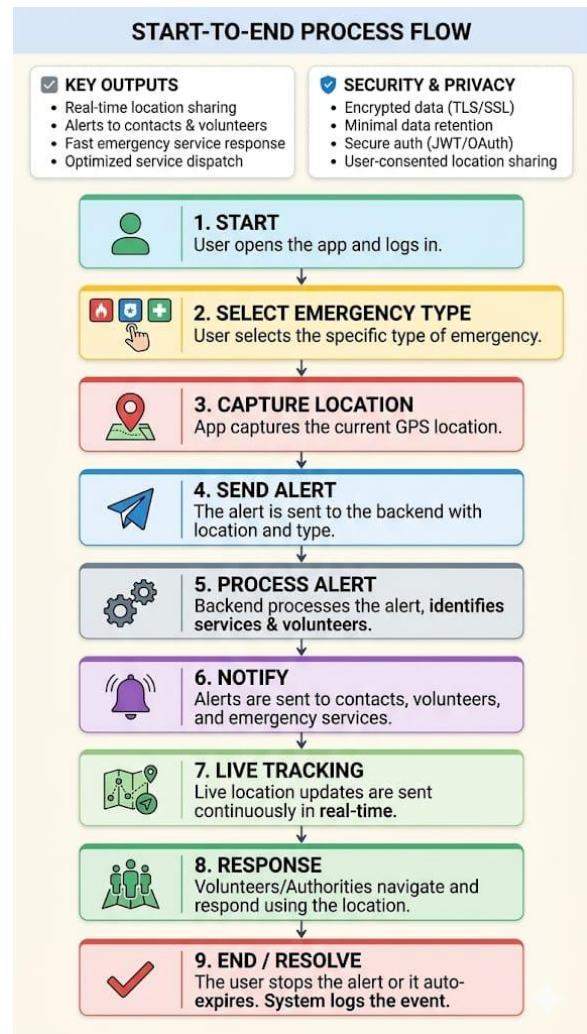 START-TO-END PROCESS FLOW
KEY OUTPUTS
• Real-time location sharing
• Alerts to contacts & volunteers
• Fast emergency service response
• Optimized service dispatch
SECURITY & PRIVACY
• Encrypted data (TLS/SSL)
• Minimal data retention
• Secure auth (JWT/OAuth)
• User-consented location sharing
1. START
User opens the app and logs in.
2. SELECT EMERGENCY TYPE
User selects the specific type of emergency.
3. CAPTURE LOCATION
App captures the current GPS location.
4. SEND ALERT
The alert is sent to the backend with
location and type.
5. PROCESS ALERT
Backend processes the alert, identifies
services & volunteers.
6. NOTIFY
Alerts are sent to contacts, volunteers,
and emergency services.
7. LIVE TRACKING
Live location updates are sent
continuously in real-time.
8. RESPONSE
Volunteers/Authorities navigate and
respond using the location.
9. END / RESOLVE
The user stops the alert or it auto-
expires. System logs the event.